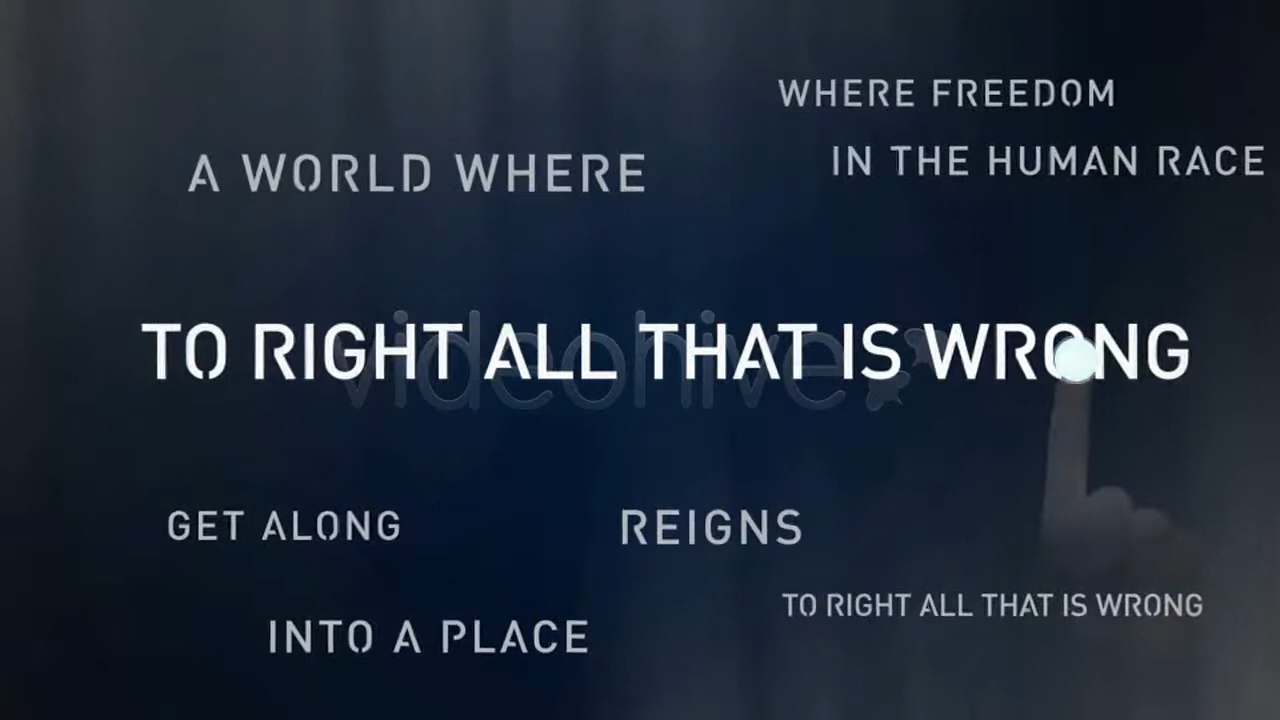 WHERE FREEDOM
A WORLD WHERE
IN THE HUMAN RACE
TO RIGHT ALL THAT IS WRONG
videohive
GET ALONG
REIGNS
TO RIGHT ALL THAT IS WRONG
INTO A PLACE